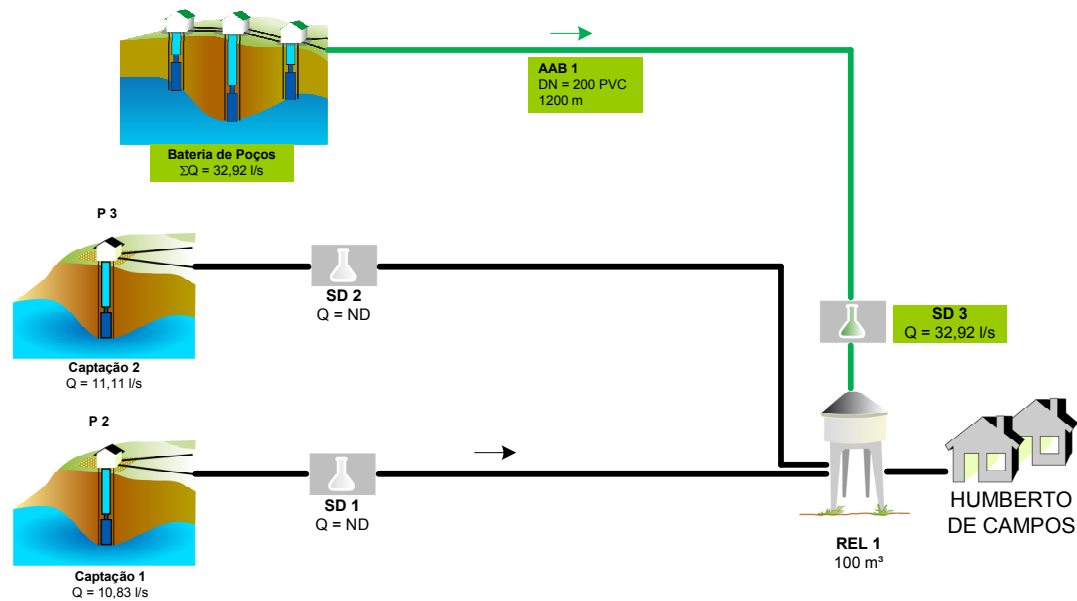 AAB 1
DN = 200 PVC
1200 m
Bateria de Poços
ΣQ = 32,92 l/s
P 3
SD 2
Q = ND
SD 3
Q = 32,92 l/s
Captação 2
Q = 11,11 l/s
P 2
SD 1
Q = ND
HUMBERTO
DE CAMPOS
REL 1
100 m³
Captação 1
Q = 10,83 l/s